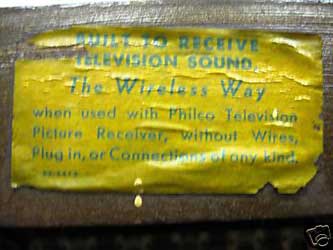 BUILT TO RECEIVE
TELEVISION SOUND
The Wireless Way
when used with Philco Television
Picture Receiver, without Wires,
Plug in, or Connections of any kind.